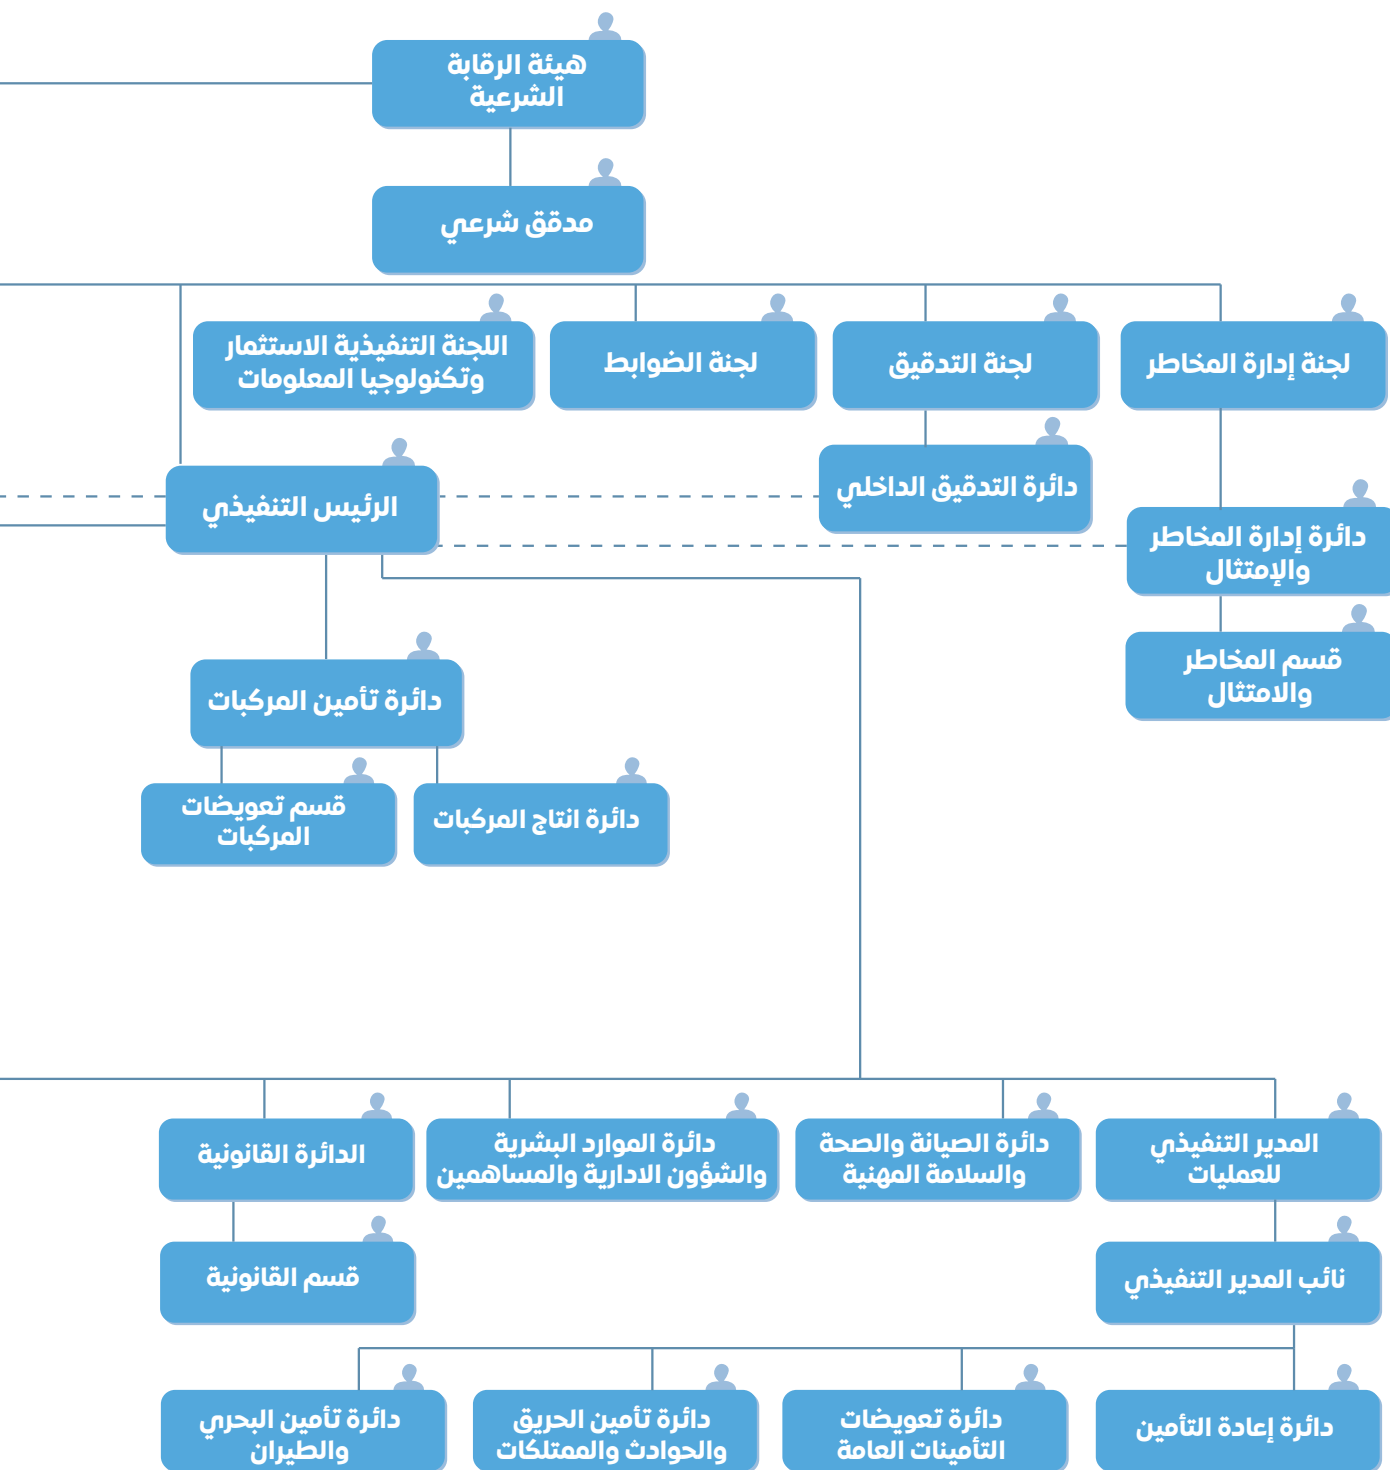 هيئة الرقابة
الشرعية
مدقق شرعي
لجنة إدارة المخاطر
لجنة التدقيق
لجنة الضوابط
اللجنة التنفيذية الاستثمار
وتكنولوجيا المعلومات
دائرة التدقيق الداخلي
الرئيس التنفيذي
دائرة إدارة المخاطر
والإمتثال
قسم المخاطر
والامتثال
دائرة تأمين المركبات
دائرة انتاج المركبات
قسم تعويضات
المركبات
المدير التنفيذي
للعمليات
دائرة الصيانة والصحة
والسلامة المهنية
دائرة الموارد البشرية
والشؤون الادارية والمساهمين
الدائرة القانونية
نائب المدير التنفيذي
قسم القانونية
دائرة إعادة التأمين
دائرة تعويضات
التأمينات العامة
دائرة تأمين الحريق
والحوادث والممتلكات
دائرة تأمين البحري
والطيران